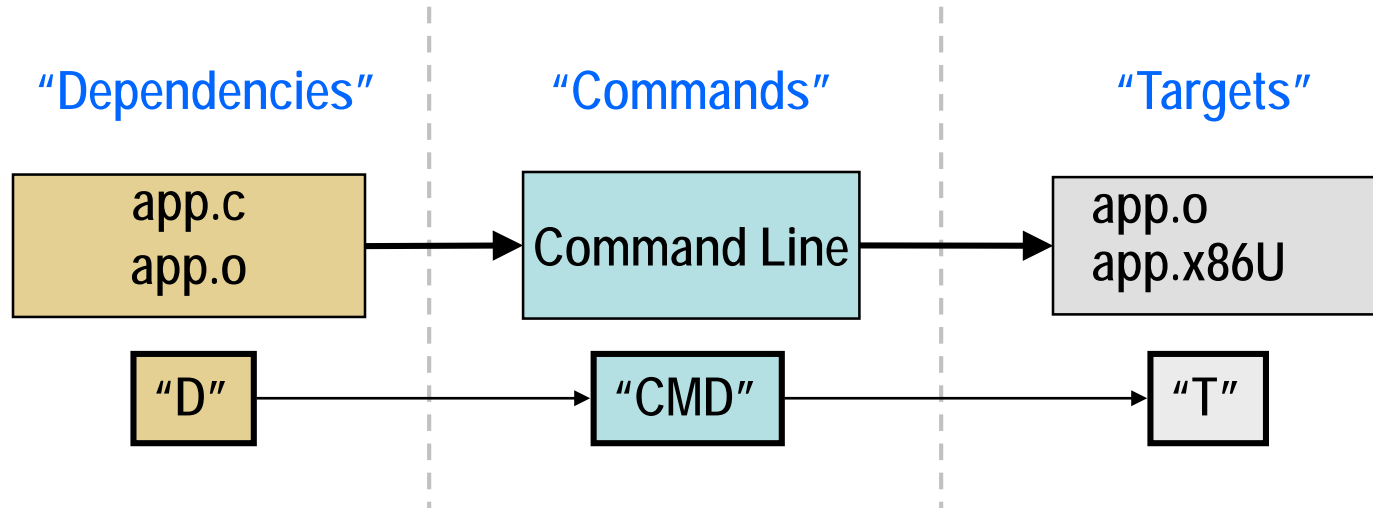 “Dependencies”
“Commands”
“Targets”
app.c
app.o
Command Line
app.o
app.x86U
“D”
“CMD”
“T”